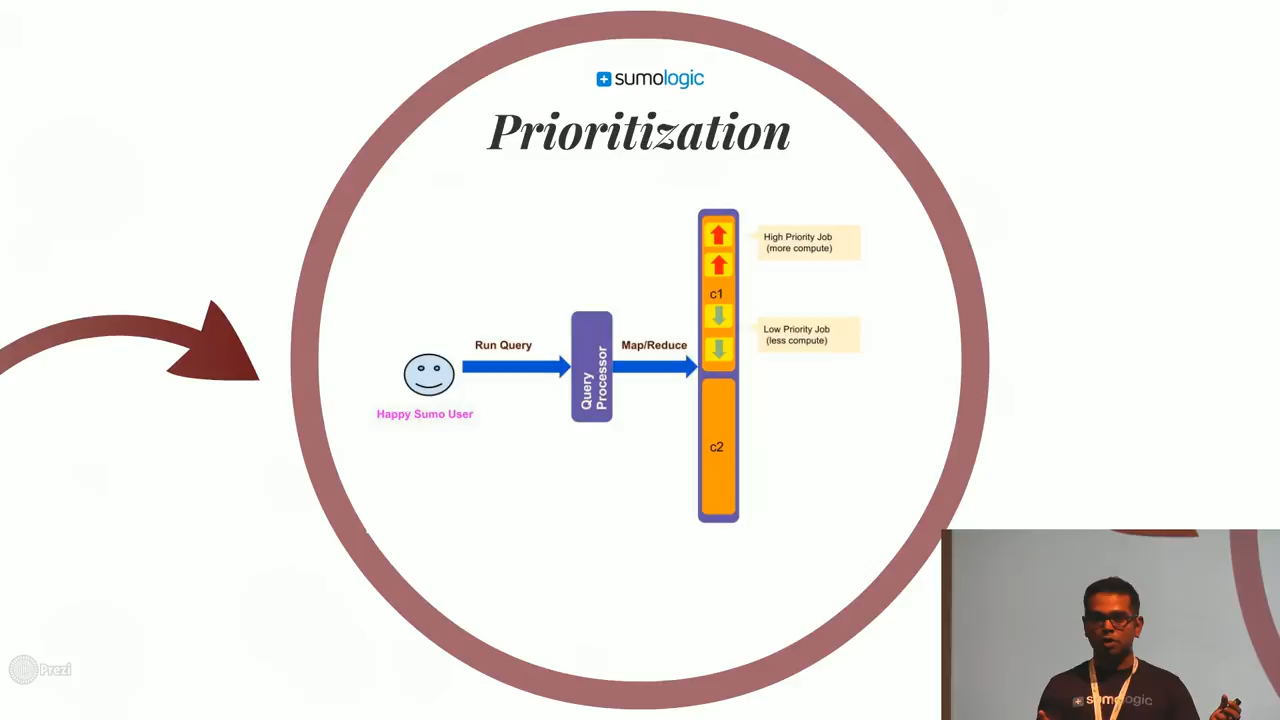 sumologic
Prioritization
High Priority Job
(more compute)
c1
Low Priority Job
(less compute)
Run Query
Map/Reduce
Query
Processor
Happy Sumo User
c2
Prezi
sumologic